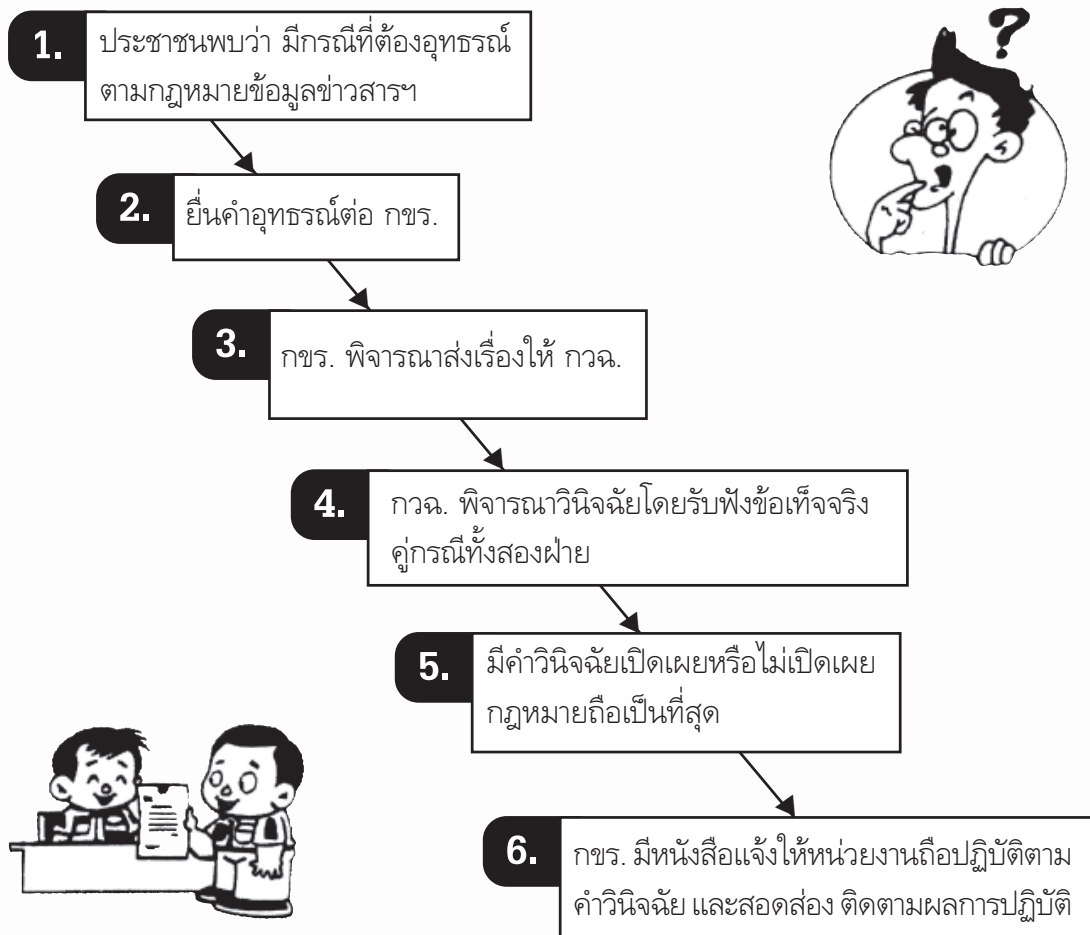 1. ประชาชนพบว่า มีกรณีที่ต้องอุทธรณ์
ตามกฎหมายข้อมูลข่าวสารฯ
?
2. ยื่นคำอุทธรณ์ต่อ กขร.
3. กขร. พิจารณาส่งเรื่องให้ กวฉ.
4. กวฉ. พิจารณาวินิจฉัยโดยรับฟังข้อเท็จจริง
คู่กรณีทั้งสองฝ่าย
5. มีคำวินิจฉัยเปิดเผยหรือไม่เปิดเผย
กฎหมายถือเป็นที่สุด
6. กขร. มีหนังสือแจ้งให้หน่วยงานถือปฏิบัติตาม
คำวินิจฉัย และสอดส่อง ติดตามผลการปฏิบัติ